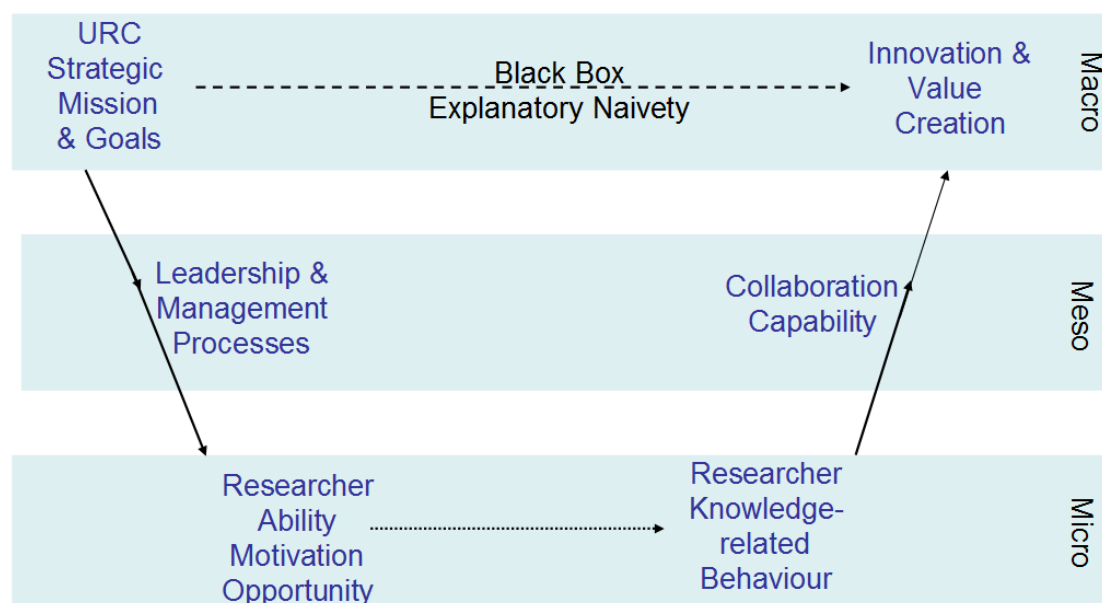 URC
Strategic
Mission
& Goals
Black Box
Explanatory Naivety
Innovation &
Value
Creation
Macro
Leadership &
Management
Processes
Collaboration
Capability
Meso
Researcher
Ability
Motivation
Opportunity
Researcher
Knowledge-
related
Behaviour
Micro